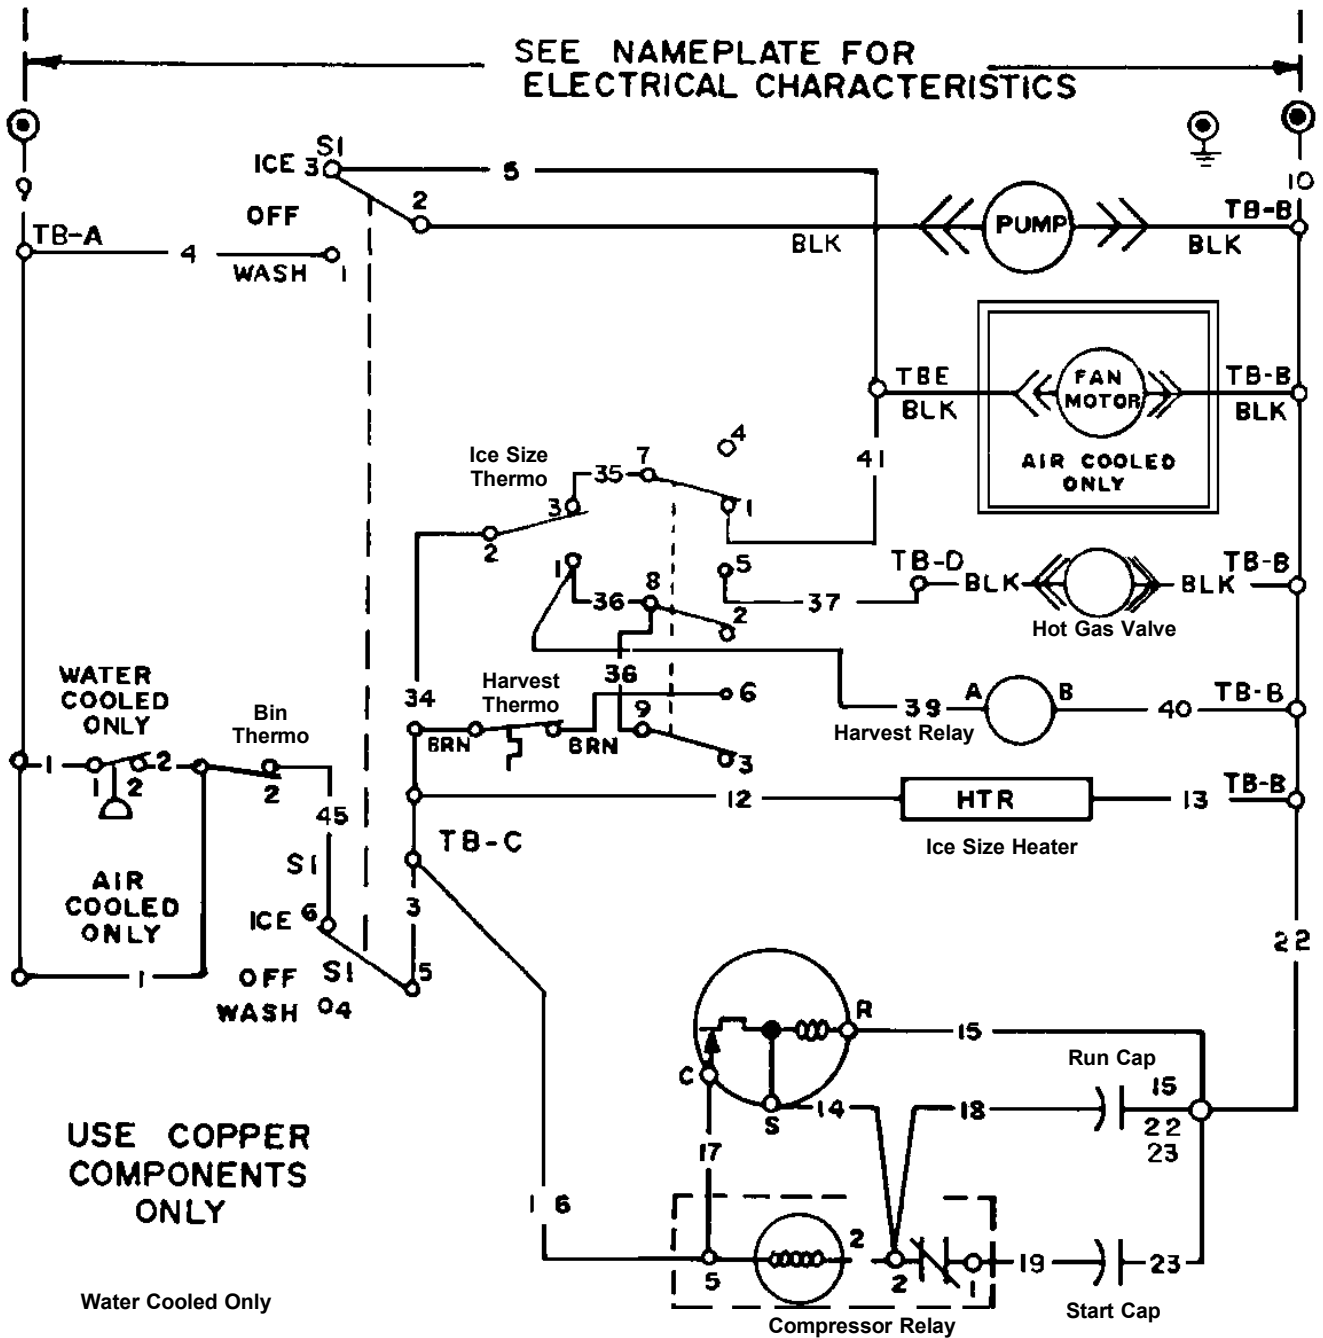 SEE NAMEPLATE FOR
ELECTRICAL CHARACTERISTICS
9
10
S1
ICE 3
5
2
OFF
TB-A
4
WASH
1
BLK
PUMP
TB-B
BLK
TBE
BLK
FAN
MOTOR
TB-B
BLK
AIR COOLED
ONLY
41
Ice Size
Thermo
35
7
4
3
1
2
1
36
8
5
2
37
TB-D
BLK
BLK
TB-B
Hot Gas Valve
36
34
Harvest
Thermo
BRN
BRN
9
6
3
39
A
B
40
TB-B
Harvest Relay
WATER
COOLED
ONLY
Bin
Thermo
1
1
2
2
2
45
12
HTR
13
TB-B
Ice Size Heater
TB-C
S1
AIR
COOLED
ONLY
ICE 6
3
22
OFF
S1
5
WASH
4
1
R
15
C
S
14
18
Run Cap
15
22
23
17
USE COPPER
COMPONENTS
ONLY
16
5
2
2
1
19
23
Start Cap
Compressor Relay
Water Cooled Only